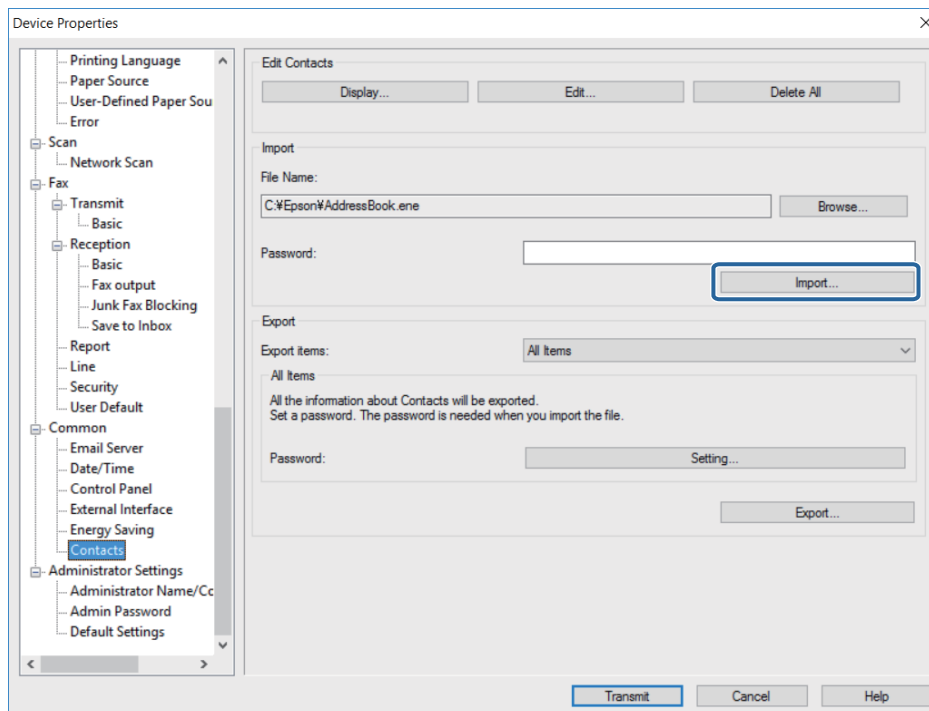 Device Properties
Printing Language
Paper Source
User-Defined Paper Sou
Error
Scan
Network Scan
Fax
Transmit
Basic
Reception
Basic
Fax output
Junk Fax Blocking
Save to Inbox
Report
Line
Security
User Default
Common
Email Server
Date/Time
Control Panel
External Interface
Energy Saving
Contacts
Administrator Settings
Administrator Name/Co
Admin Password
Default Settings
Edit Contacts
Display... Edit... Delete All
Import
File Name:
C:¥Epson¥AddressBook.ene Browse...
Password:
Import...
Export
Export items: All Items
All Items
All the information about Contacts will be exported.
Set a password. The password is needed when you import the file.
Password: Setting...
Export...
Transmit Cancel Help